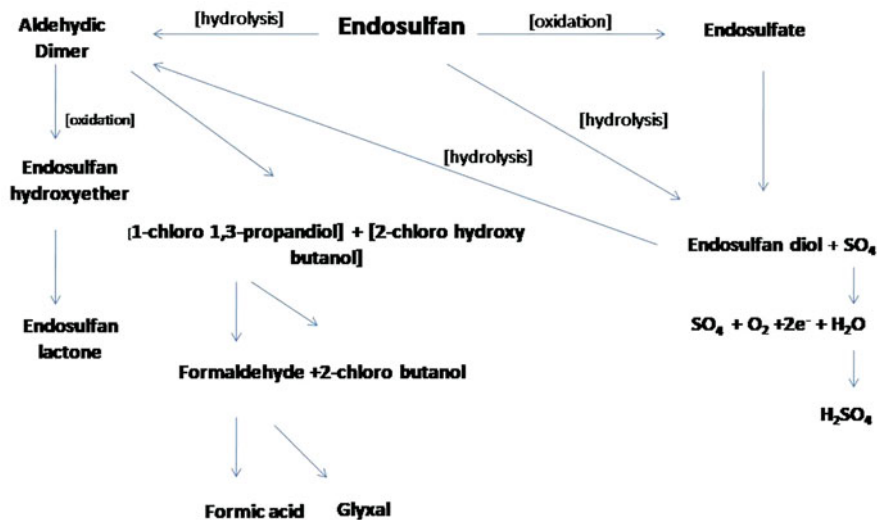 Aldehydic
Dimer
[hydrolysis]
Endosulfan
[oxidation]
Endosulfate
[oxidation]
[hydrolysis]
[hydrolysis]
Endosulfan
hydroxyether
[1-chloro 1,3-propandiol] + [2-chloro hydroxy
butanol]
Endosulfan diol + SO₄
Endosulfan
lactone
SO₄ + O₂ +2e⁻ + H₂O
Formaldehyde +2-chloro butanol
H₂SO₄
Formic acid
Glyxal